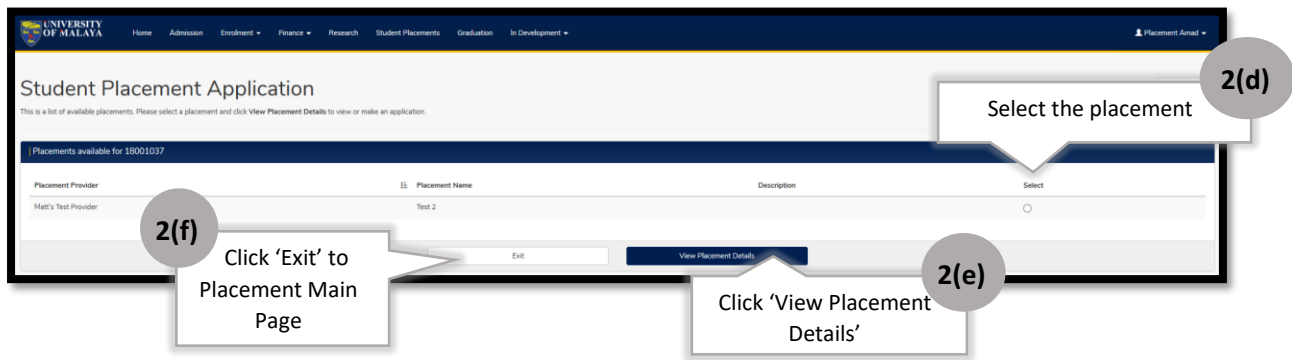 UNIVERSITY
OF MALAYA
Home Admission Enrolment Finance Research Student Placements Graduation In Development Placement Amad
Student Placement Application
This is a list of available placements. Please select a placement and click View Placement Details to view or make an application.
2(d)
Select the placement
| Placements available for 18001037
Placement Provider Placement Name Description Select
Matt's Test Provider Test 2
2(f)
Click ‘Exit’ to
Placement Main
Page
Exit
View Placement Details
2(e)
Click ‘View Placement
Details’